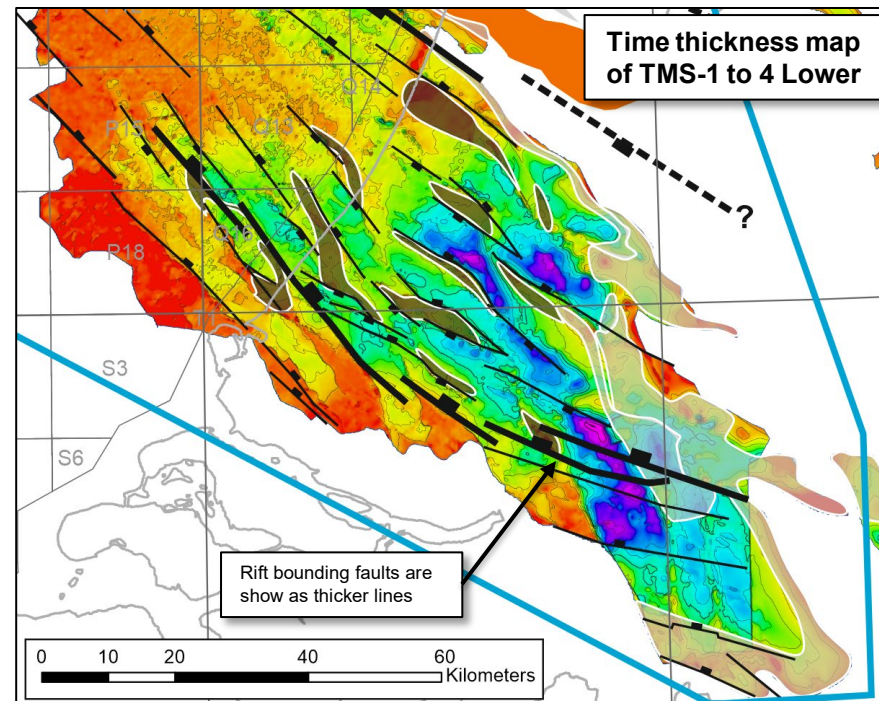 Time thickness map
of TMS-1 to 4 Lower
Q14
P15
Q13
Q16
P18
?
S3
S6
Rift bounding faults are
show as thicker lines
0 10 20 40 60
Kilometers